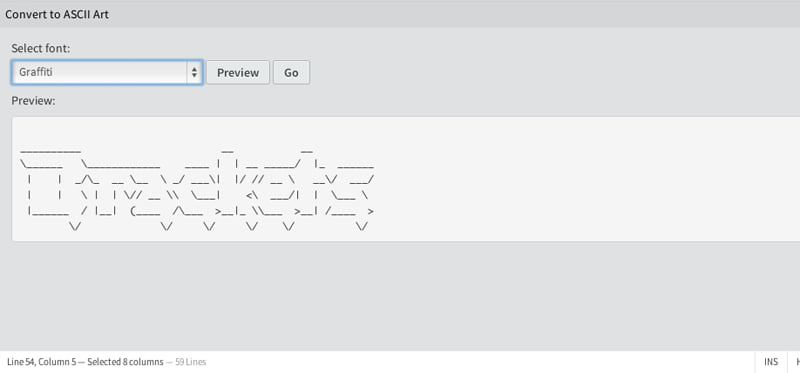 Convert to ASCII Art
Select font:
Graffiti
Preview
Go
Preview:
Brackets
Line 54, Column 5 — Selected 8 columns — 59 Lines
INS